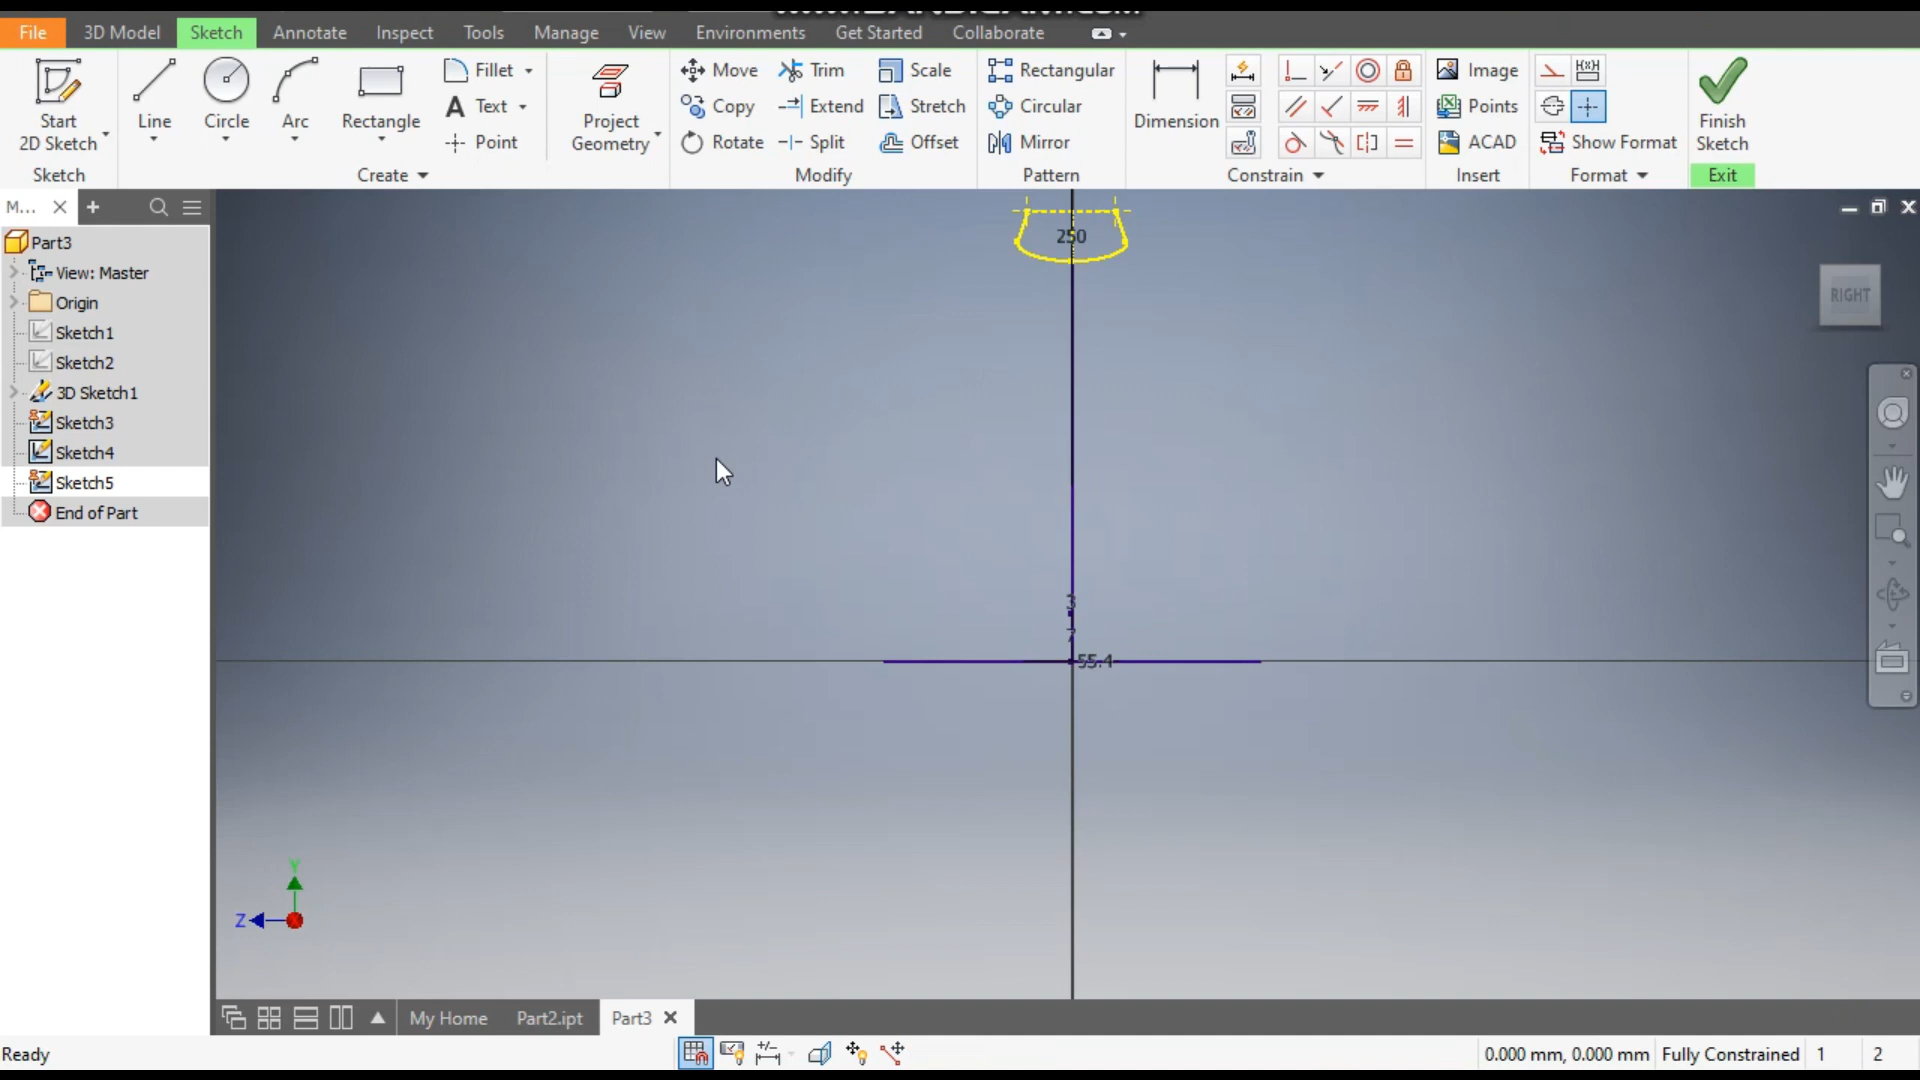 File 3D Model Sketch Annotate Inspect Tools Manage View Environments Get Started Collaborate
Start 2D Sketch
Line
Circle
Arc
Rectangle
Fillet
Text
Point
Project Geometry
Move
Copy
Rotate
Trim
Extend
Split
Scale
Stretch
Offset
Rectangular
Circular
Mirror
Dimension
Image
Points
ACAD
Show Format
Finish Sketch
Sketch
Create
Modify
Pattern
Constrain
Insert
Format
Exit
M...
Part3
View: Master
Origin
Sketch1
Sketch2
3D Sketch1
Sketch3
Sketch4
Sketch5
End of Part
250
RIGHT
7
55.4
Y
Z
My Home Part2.ipt Part3
Ready
0.000 mm, 0.000 mm Fully Constrained 1 2